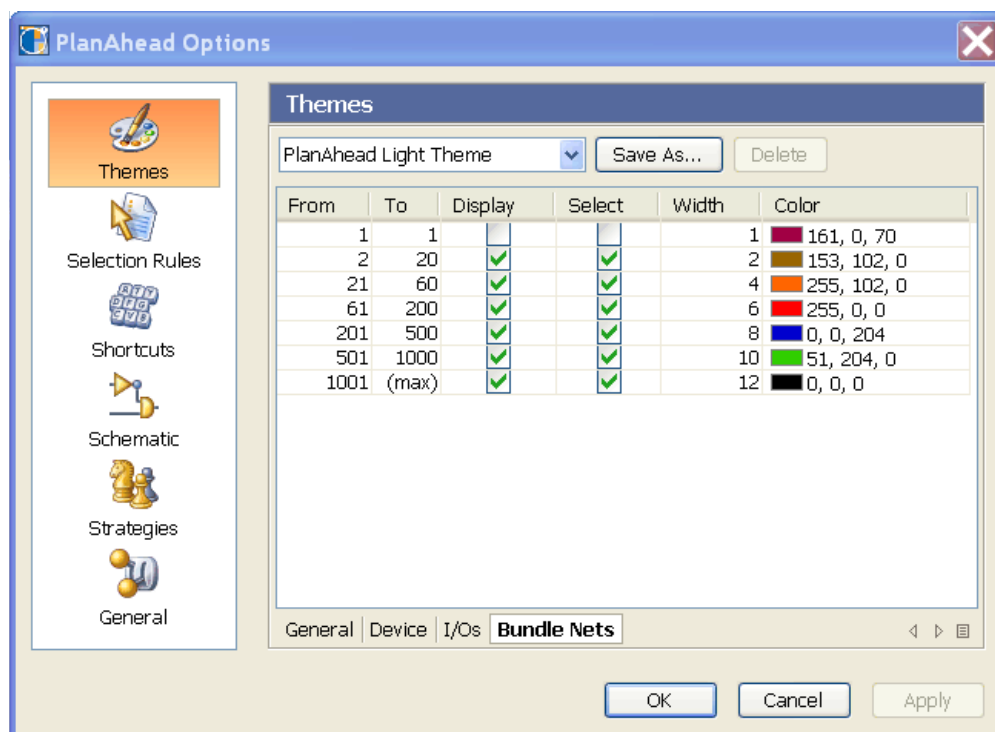 PlanAhead Options
Themes
Selection Rules
Shortcuts
Schematic
Strategies
General
Themes
PlanAhead Light Theme Save As... Delete
From To Display Select Width Color
1 1 1 161, 0, 70
2 20 2 153, 102, 0
21 60 4 255, 102, 0
61 200 6 255, 0, 0
201 500 8 0, 0, 204
501 1000 10 51, 204, 0
1001 (max) 12 0, 0, 0
General Device I/Os Bundle Nets
OK Cancel Apply